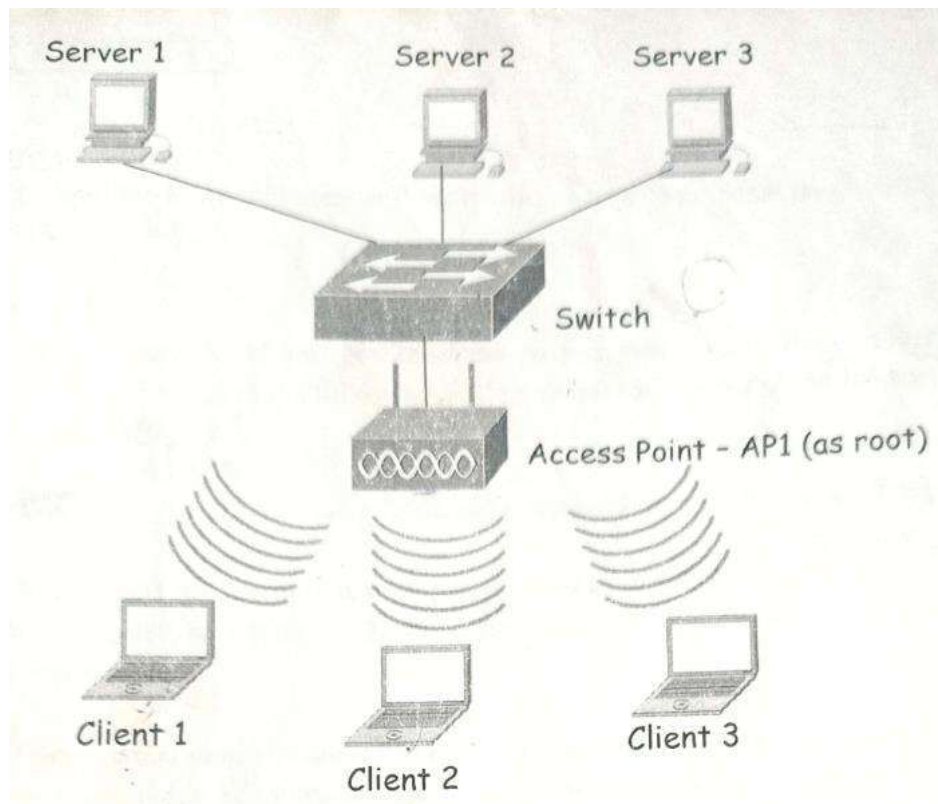 Server 1
Server 2
Server 3
Switch
Access Point - AP1 (as root)
Client 1
Client 2
Client 3